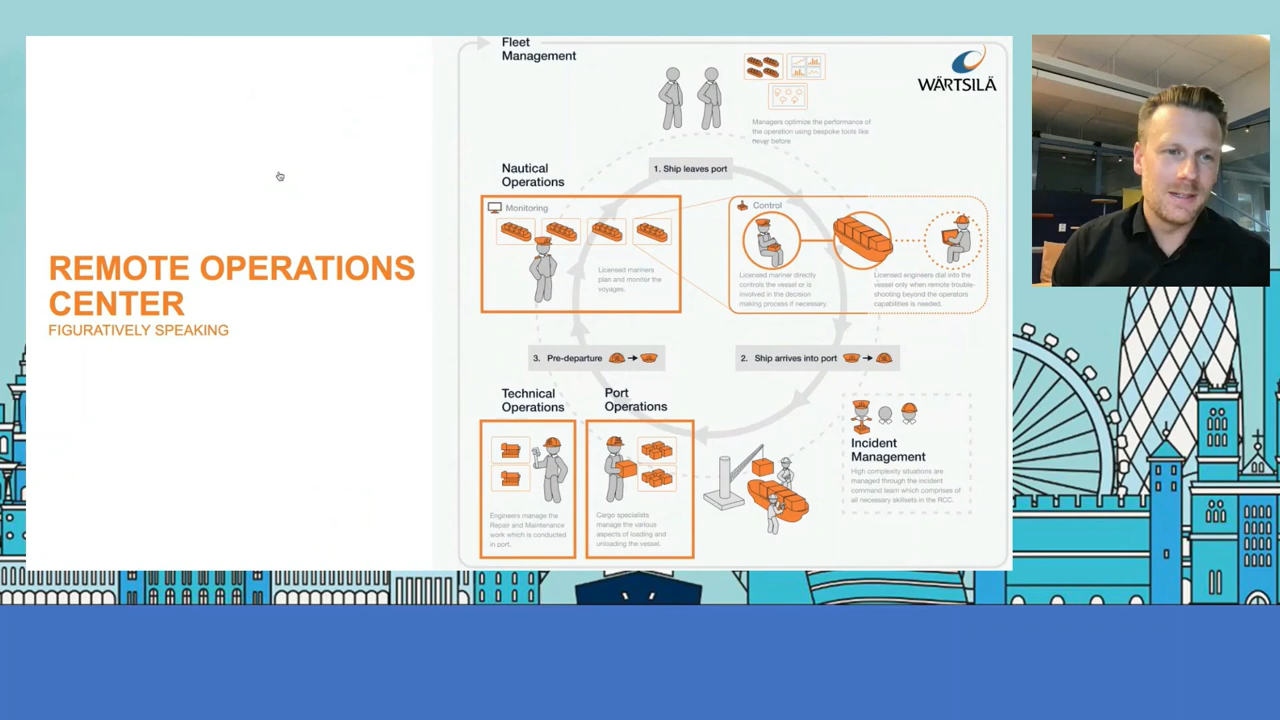 REMOTE OPERATIONS
CENTER
FIGURATIVELY SPEAKING
Fleet
Management
WÄRTSILÄ
Managers optimize the performance of
the operation using bespoke tools like
never before
1. Ship leaves port
Nautical
Operations
Monitoring
Licensed mariners
plan and monitor the
voyages.
Control
Licensed mariner directly
controls the vessel or is
involved in the decision
making process if necessary.
Licensed engineers dial into the
vessel only when remote trouble-
shooting beyond the operators
capabilities is needed.
3. Pre-departure
2. Ship arrives into port
Technical
Operations
Engineers manage the
Repair and Maintenance
work which is conducted
in port.
Port
Operations
Cargo specialists
manage the various
aspects of loading and
unloading the vessel.
Incident
Management
High complexity situations are
managed through the incident
command team which comprises of
all necessary skillsets in the RCC.